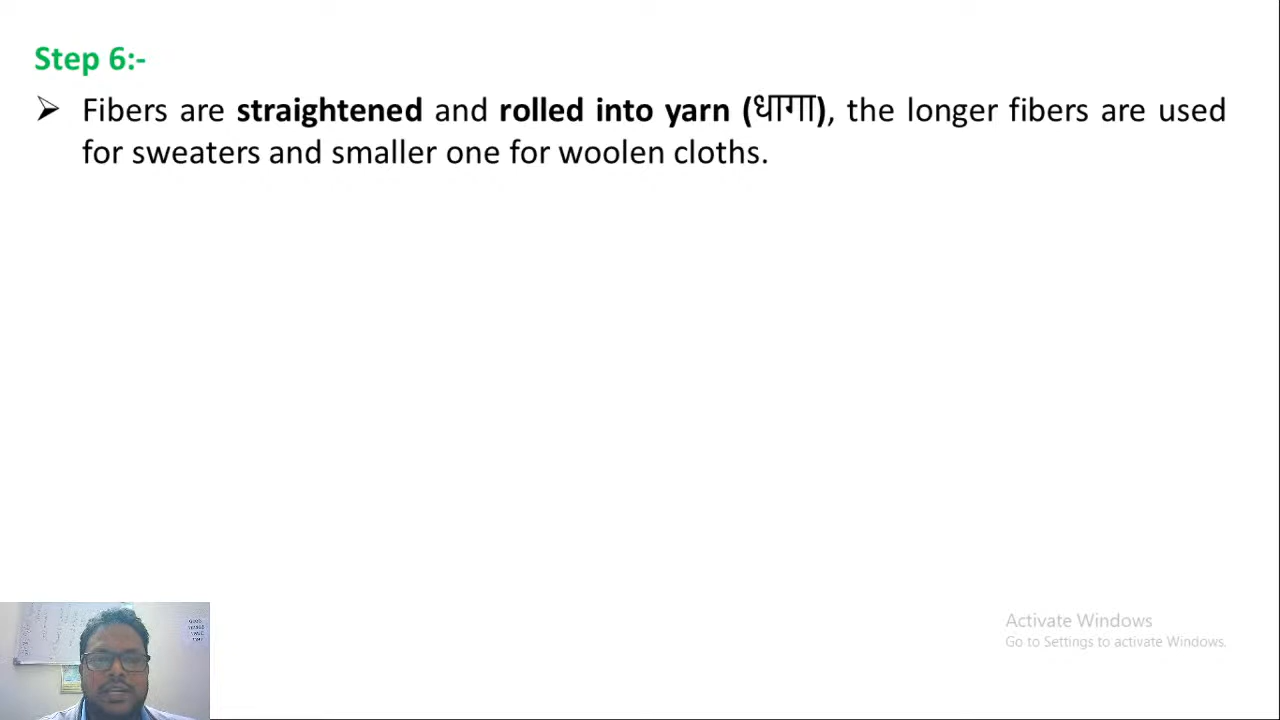 Step 6:-
➢ Fibers are straightened and rolled into yarn (धागा), the longer fibers are used
for sweaters and smaller one for woolen cloths.
Activate Windows
Go to Settings to activate Windows.